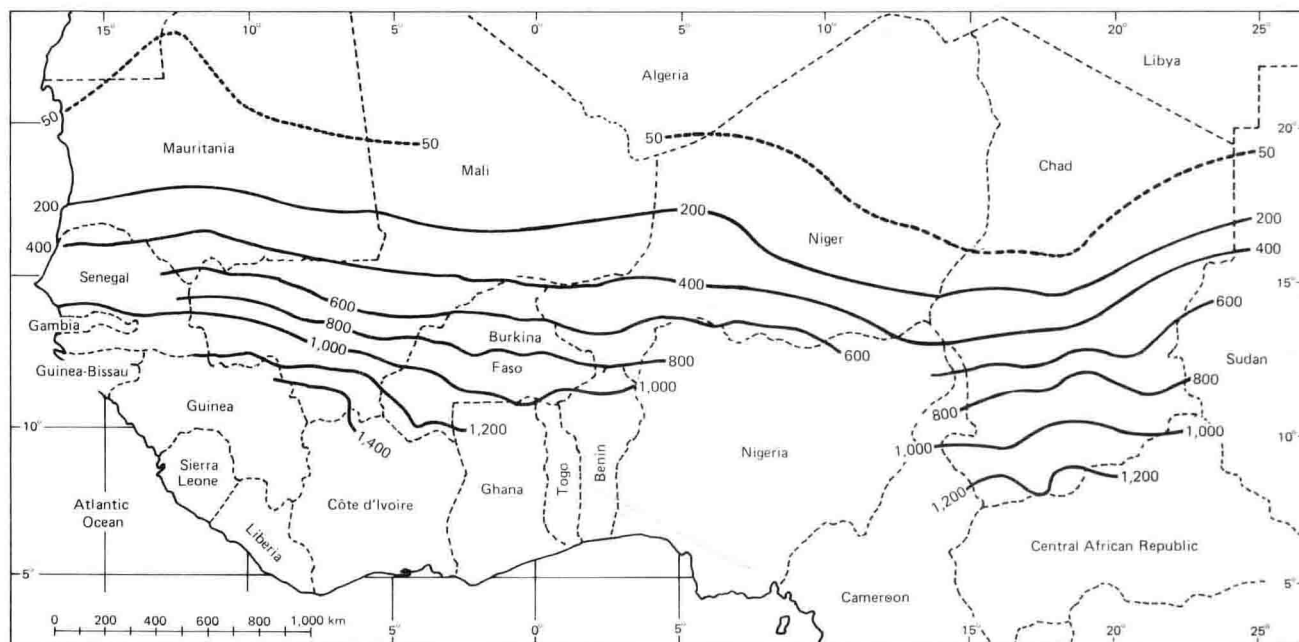 15° 10° 5° 0° 5° 10° 15° 20° 25°
Libya
Algeria
50 50 20°
Mauritania 50 50
Mali Chad
200 200 200
Niger
400 400
Senegal 400 15°
600 600
800
Gambia 1,000 Burkina 600
Faso 800 Sudan
Guinea-Bissau 1,000 800
Guinea 800
10° 1,200 1,000 10°
1,400 1,000
Sierra
Leone Nigeria
Togo Benin
Ghana 1,200 1,200
Atlantic
Ocean
Côte d'Ivoire
Liberia
Central African Republic
5° 5°
Cameroon
0 200 400 600 800 1,000 km
5° 0° 5° 15° 20° 25°